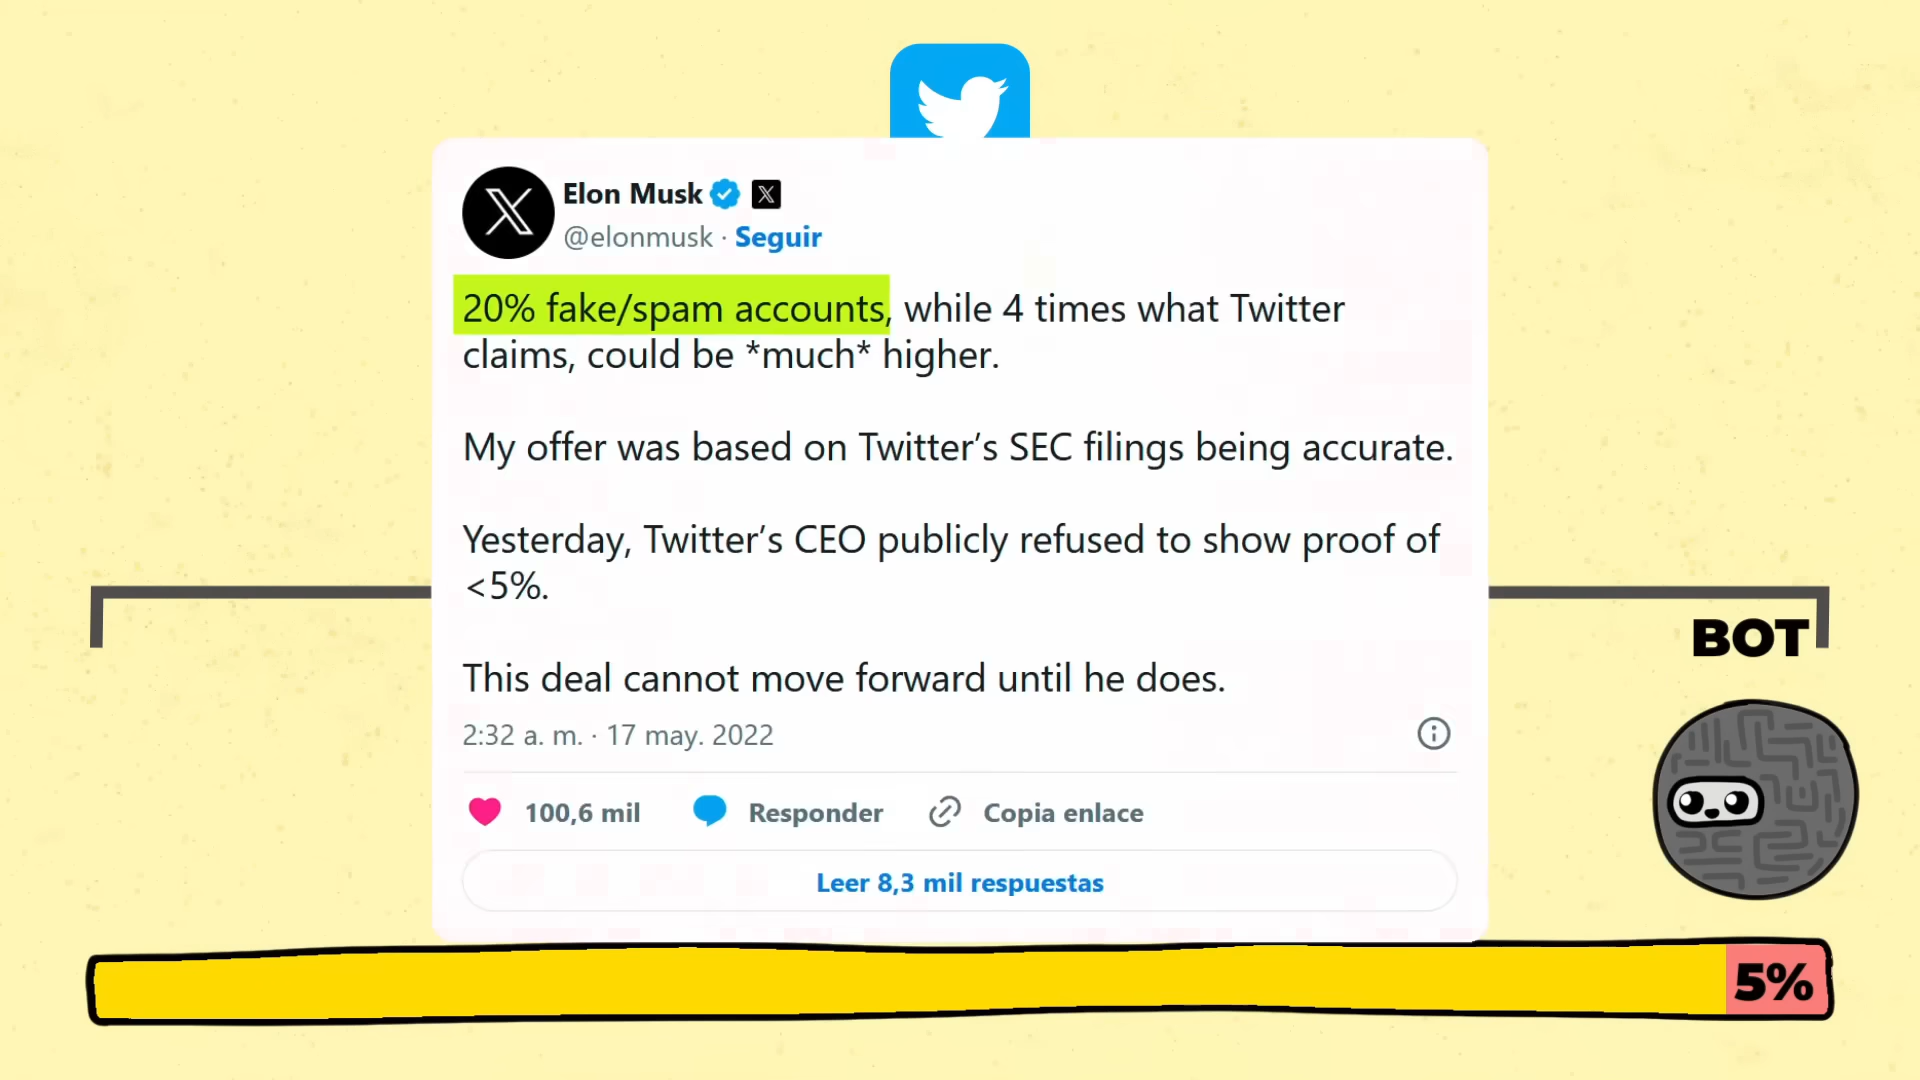 Elon Musk
@elonmusk · Seguir
20% fake/spam accounts, while 4 times what Twitter
claims, could be *much* higher.
My offer was based on Twitter’s SEC filings being accurate.
Yesterday, Twitter’s CEO publicly refused to show proof of
<5%.
This deal cannot move forward until he does.
2:32 a. m. · 17 may. 2022
100,6 mil Responder Copia enlace
Leer 8,3 mil respuestas
BOT
5%